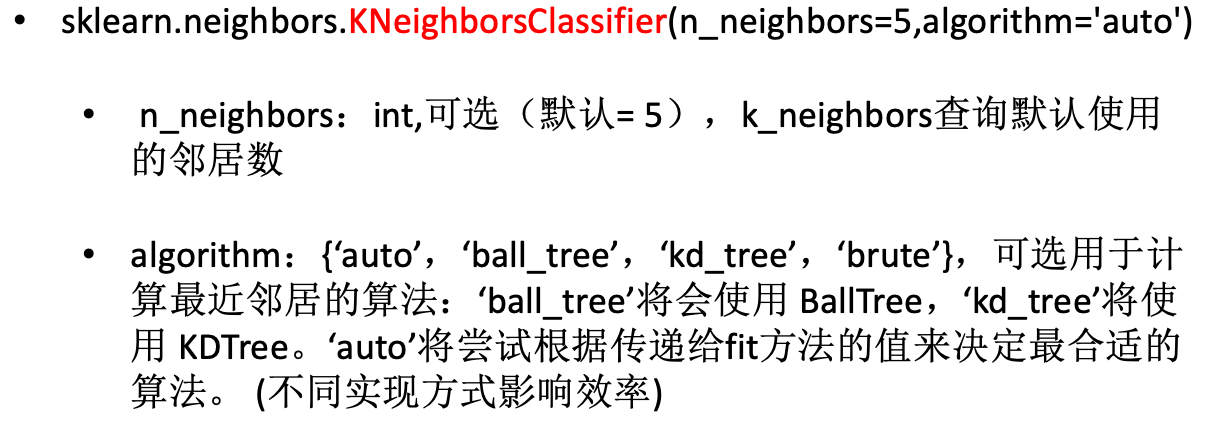 • sklearn.neighbors.KNeighborsClassifier(n_neighbors=5,algorithm='auto')
• n_neighbors：int,可选（默认= 5），k_neighbors查询默认使用
的邻居数
• algorithm：{‘auto’，‘ball_tree’，‘kd_tree’，‘brute’}，可选用于计
算最近邻居的算法：‘ball_tree’将会使用 BallTree，‘kd_tree’将使
用 KDTree。‘auto’将尝试根据传递给fit方法的值来决定最合适的
算法。 (不同实现方式影响效率)